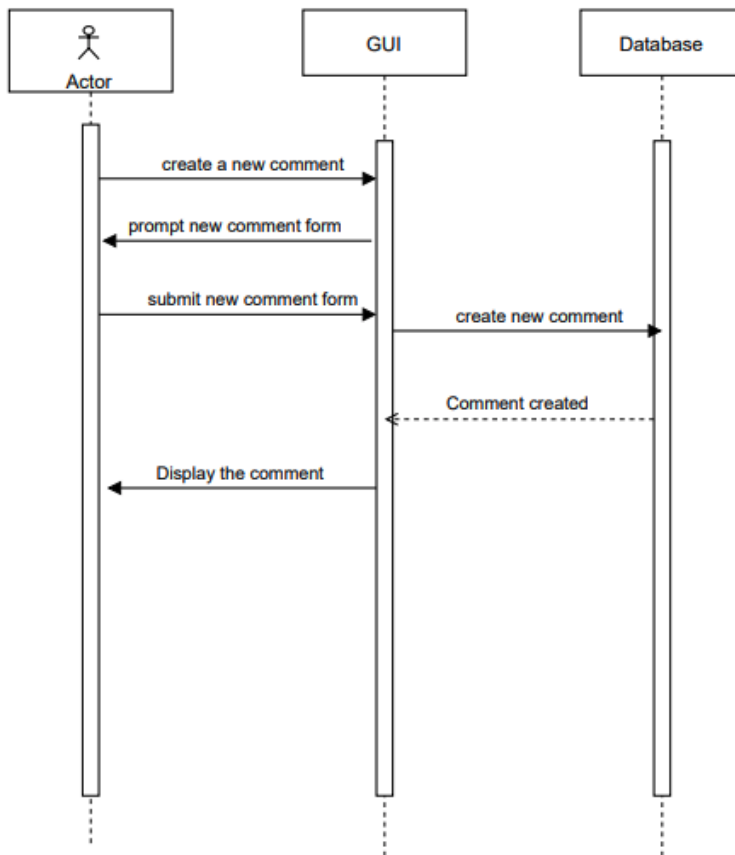 Actor
GUI
Database
create a new comment
prompt new comment form
submit new comment form
create new comment
Comment created
Display the comment